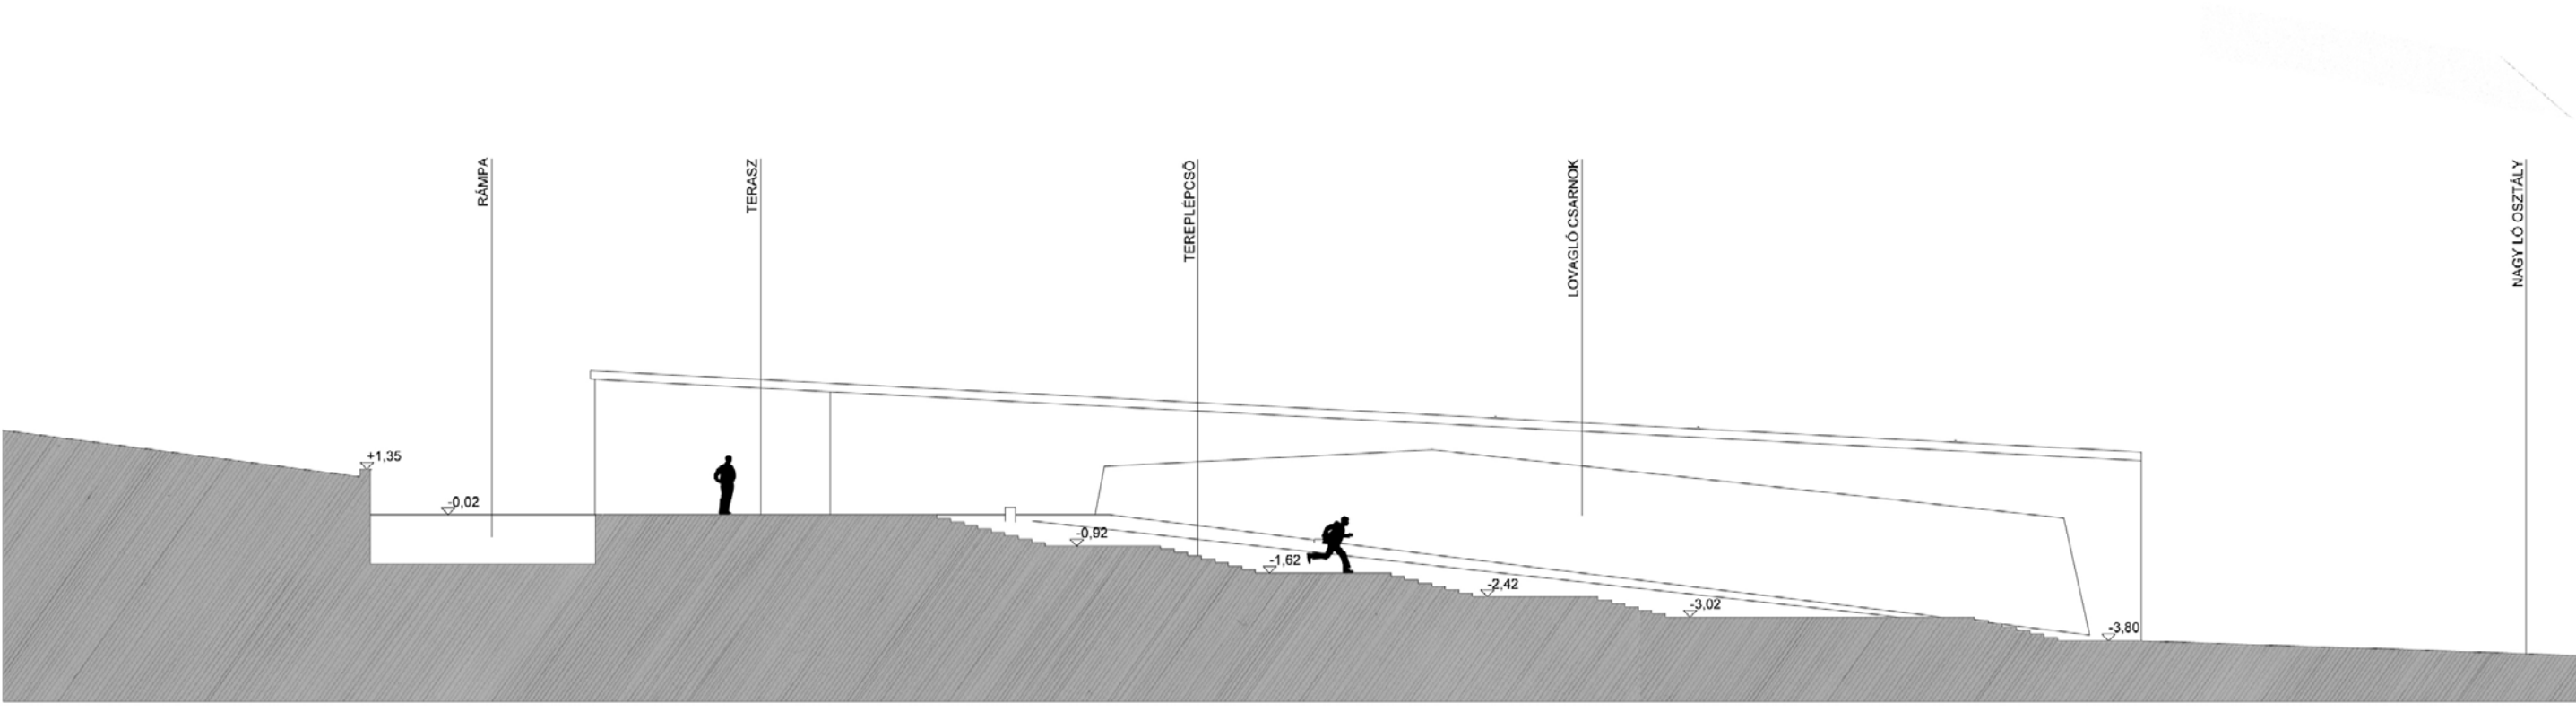 RÁMPA
TERASZ
TEREPLÉPCSŐ
LOVAGLÓ CSARNOK
NAGY LÓ OSZTÁLY
+1,35
-0,02
-0,92
-1,62
-2,42
-3,02
-3,80